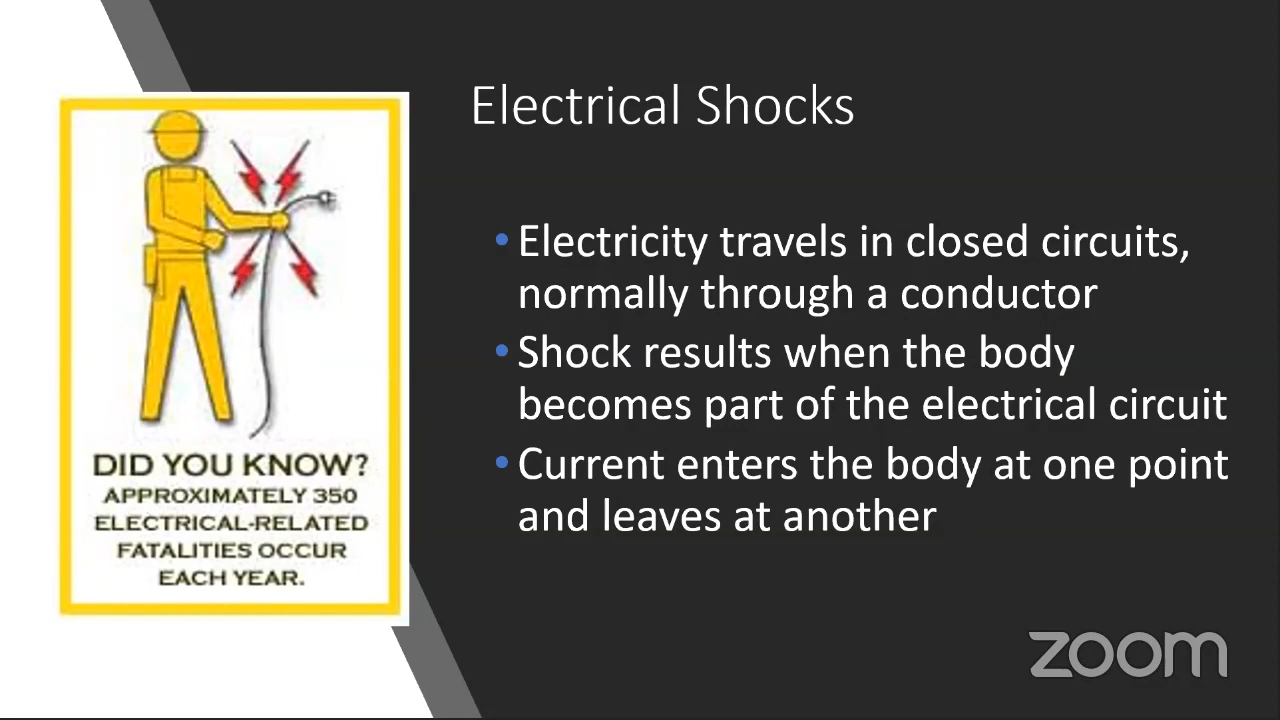 Electrical Shocks
• Electricity travels in closed circuits,
normally through a conductor
• Shock results when the body
becomes part of the electrical circuit
• Current enters the body at one point
and leaves at another
DID YOU KNOW?
APPROXIMATELY 350
ELECTRICAL-RELATED
FATALITIES OCCUR
EACH YEAR.
zoom